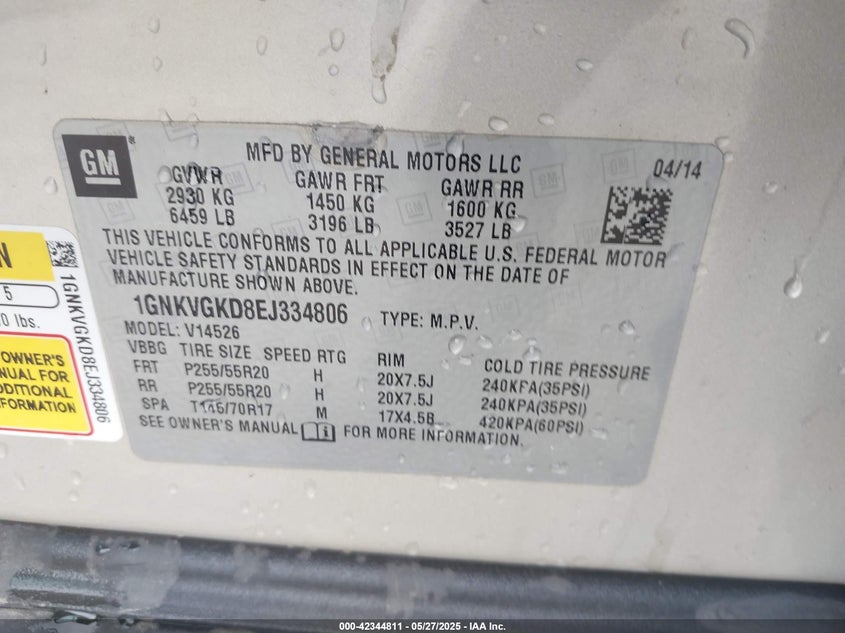 GM
MFD BY GENERAL MOTORS LLC
04/14
GVWR GAWR FRT GAWR RR
2930 KG 1450 KG 1600 KG
6459 LB 3196 LB 3527 LB
THIS VEHICLE CONFORMS TO ALL APPLICABLE U.S. FEDERAL MOTOR
VEHICLE SAFETY STANDARDS IN EFFECT ON THE DATE OF
MANUFACTURE SHOWN ABOVE.
1GNKVGKD8EJ334806 TYPE: M.P.V.
MODEL: V14526
VBBG TIRE SIZE SPEED RTG RIM COLD TIRE PRESSURE
FRT P255/55R20 H 20X7.5J 240KPA(35PSI)
RR P255/55R20 H 20X7.5J 240KPA(35PSI)
SPA T145/70R17 M 17X4.5B 420KPA(60PSI)
SEE OWNER'S MANUAL FOR MORE INFORMATION.
N
5
0 lbs.
OWNER'S
MANUAL FOR
DDITIONAL
FORMATION
1GNKVGKD8EJ334806
000-42344811 — 05/27/2025 — IAA Inc.